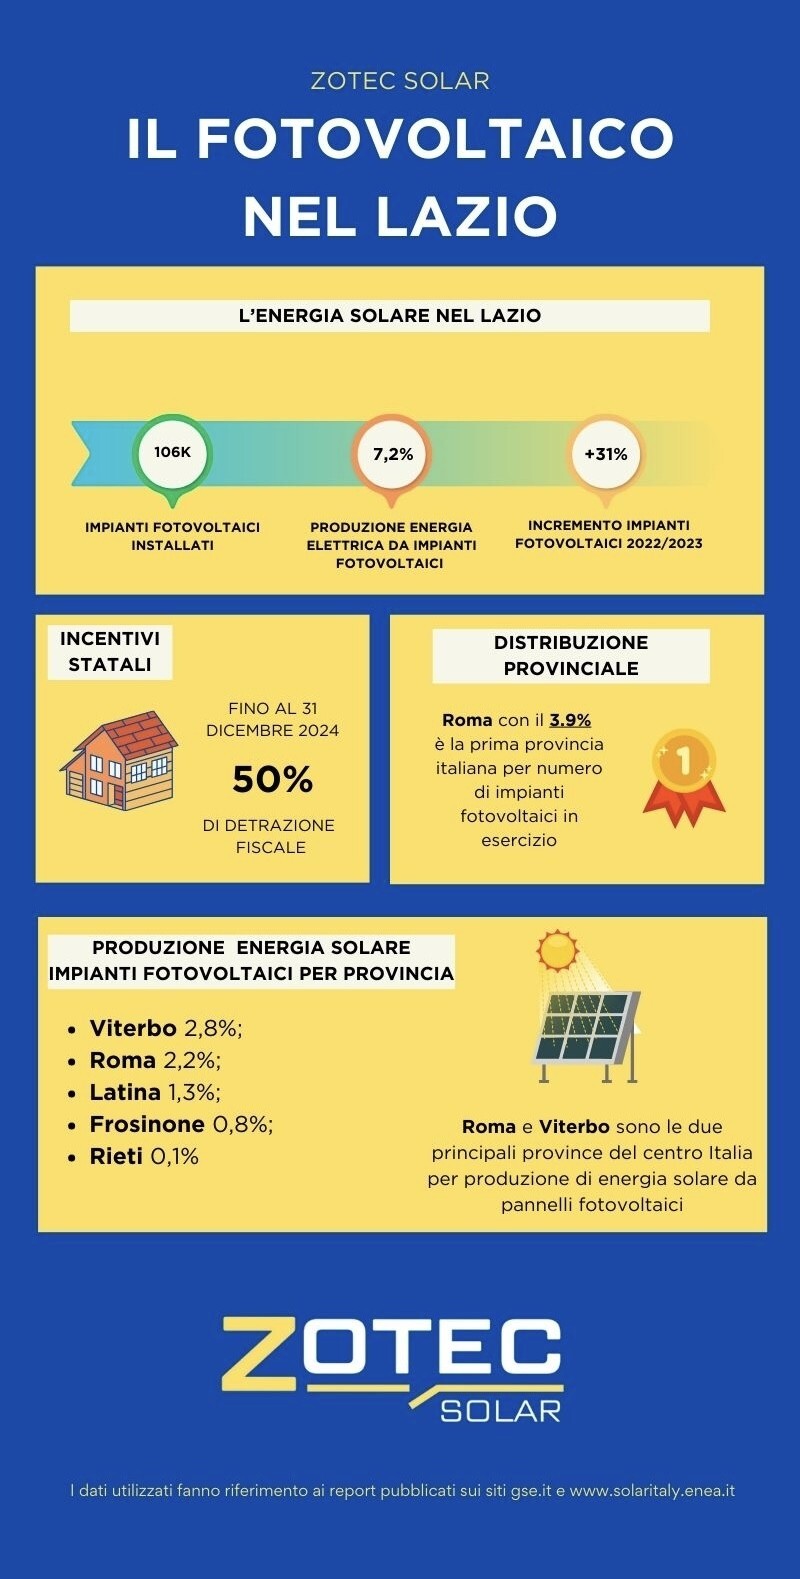 ZOTEC SOLAR
IL FOTOVOLTAICO
NEL LAZIO
L'ENERGIA SOLARE NEL LAZIO
106K
7,2%
+31%
IMPIANTI FOTOVOLTAICI
INSTALLATI
PRODUZIONE ENERGIA
ELETTRICA DA IMPIANTI
FOTOVOLTAICI
INCREMENTO IMPIANTI
FOTOVOLTAICI 2022/2023
INCENTIVI
STATALI
FINO AL 31
DICEMBRE 2024
50%
DI DETRAZIONE
FISCALE
DISTRIBUZIONE
PROVINCIALE
Roma con il 3.9%
è la prima provincia
italiana per numero
di impianti
fotovoltaici in
esercizio
1
PRODUZIONE ENERGIA SOLARE
IMPIANTI FOTOVOLTAICI PER PROVINCIA
• Viterbo 2,8%;
• Roma 2,2%;
• Latina 1,3%;
• Frosinone 0,8%;
• Rieti 0,1%
Roma e Viterbo sono le due
principali province del centro Italia
per produzione di energia solare da
pannelli fotovoltaici
ZOTEC
SOLAR
I dati utilizzati fanno riferimento ai report pubblicati sui siti gse.it e www.solaritaly.enea.it